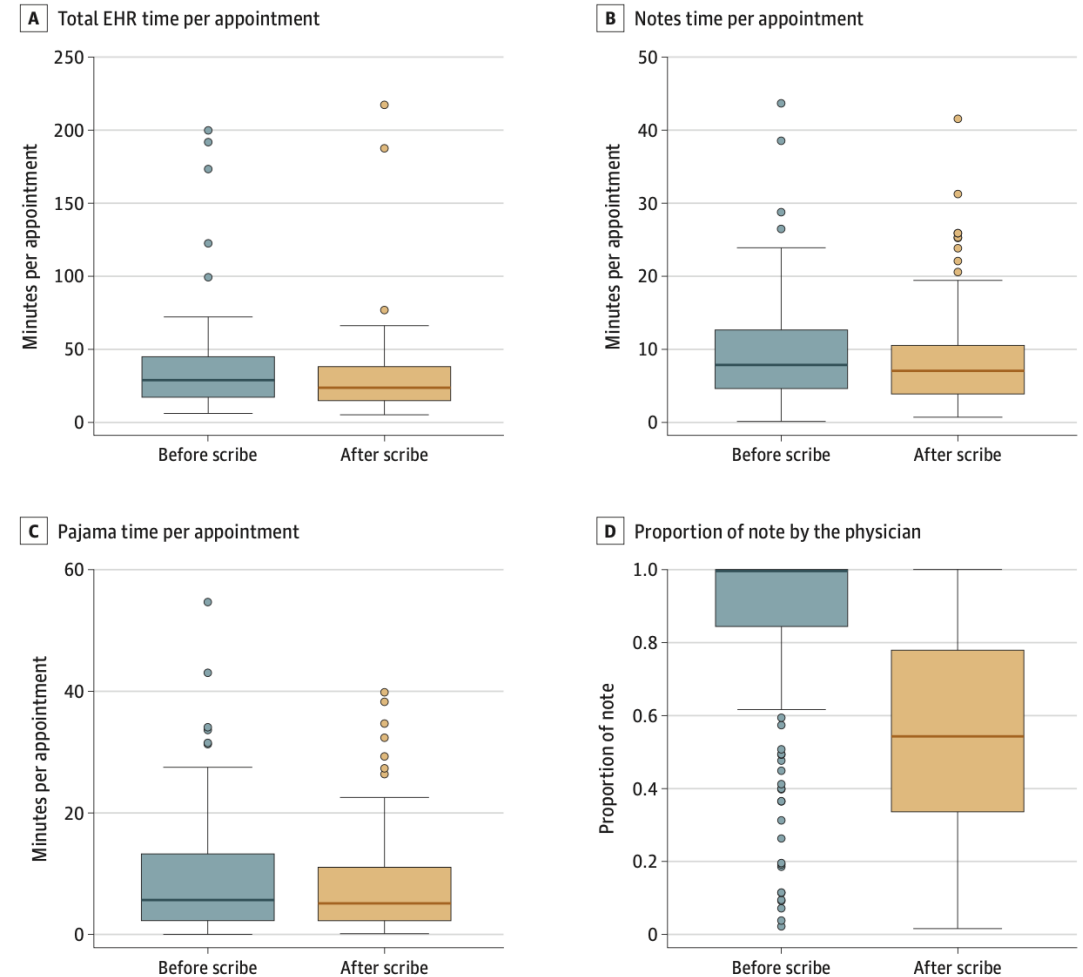 A Total EHR time per appointment
Minutes per appointment
250
200
150
100
50
0
Before scribe After scribe
B Notes time per appointment
Minutes per appointment
50
40
30
20
10
0
Before scribe After scribe
C Pajama time per appointment
Minutes per appointment
60
40
20
0
Before scribe After scribe
D Proportion of note by the physician
Proportion of note
1.0
0.8
0.6
0.4
0.2
0
Before scribe After scribe